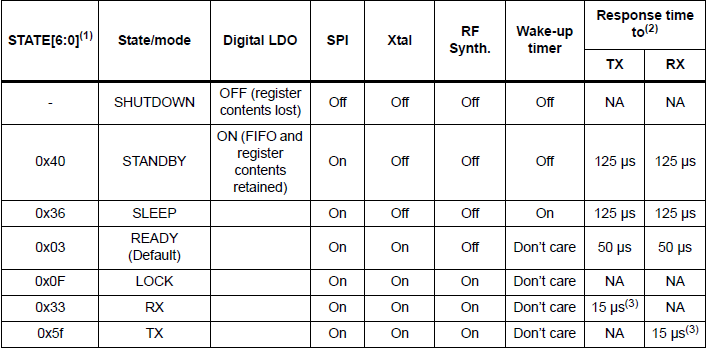 STATE[6:0](1) State/mode Digital LDO SPI Xtal RF Synth. Wake-up timer Response time to(2)
TX RX
- SHUTDOWN OFF (register contents lost) Off Off Off Off NA NA
0x40 STANDBY ON (FIFO and register contents retained) On Off Off Off 125 µs 125 µs
0x36 SLEEP On Off Off On 125 µs 125 µs
0x03 READY (Default) On On Off Don't care 50 µs 50 µs
0x0F LOCK On On On Don't care NA NA
0x33 RX On On On Don't care 15 µs(3) NA
0x5f TX On On On Don't care NA 15 µs(3)